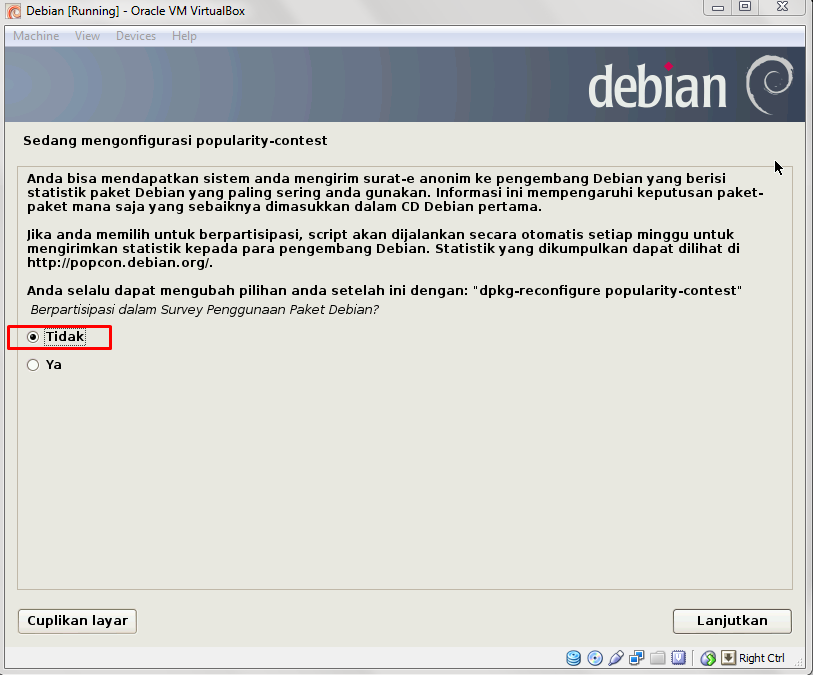 Debian [Running] - Oracle VM VirtualBox
Machine View Devices Help
debian
Sedang mengonfigurasi popularity-contest
Anda bisa mendapatkan sistem anda mengirim surat-e anonim ke pengembang Debian yang berisi
statistik paket Debian yang paling sering anda gunakan. Informasi ini mempengaruhi keputusan paket-
paket mana saja yang sebaiknya dimasukkan dalam CD Debian pertama.
Jika anda memilih untuk berpartisipasi, script akan dijalankan secara otomatis setiap minggu untuk
mengirimkan statistik kepada para pengembang Debian. Statistik yang dikumpulkan dapat dilihat di
http://popcon.debian.org/.
Anda selalu dapat mengubah pilihan anda setelah ini dengan: "dpkg-reconfigure popularity-contest"
Berpartisipasi dalam Survey Penggunaan Paket Debian?
Tidak
Ya
Cuplikan layar
Lanjutkan
Right Ctrl